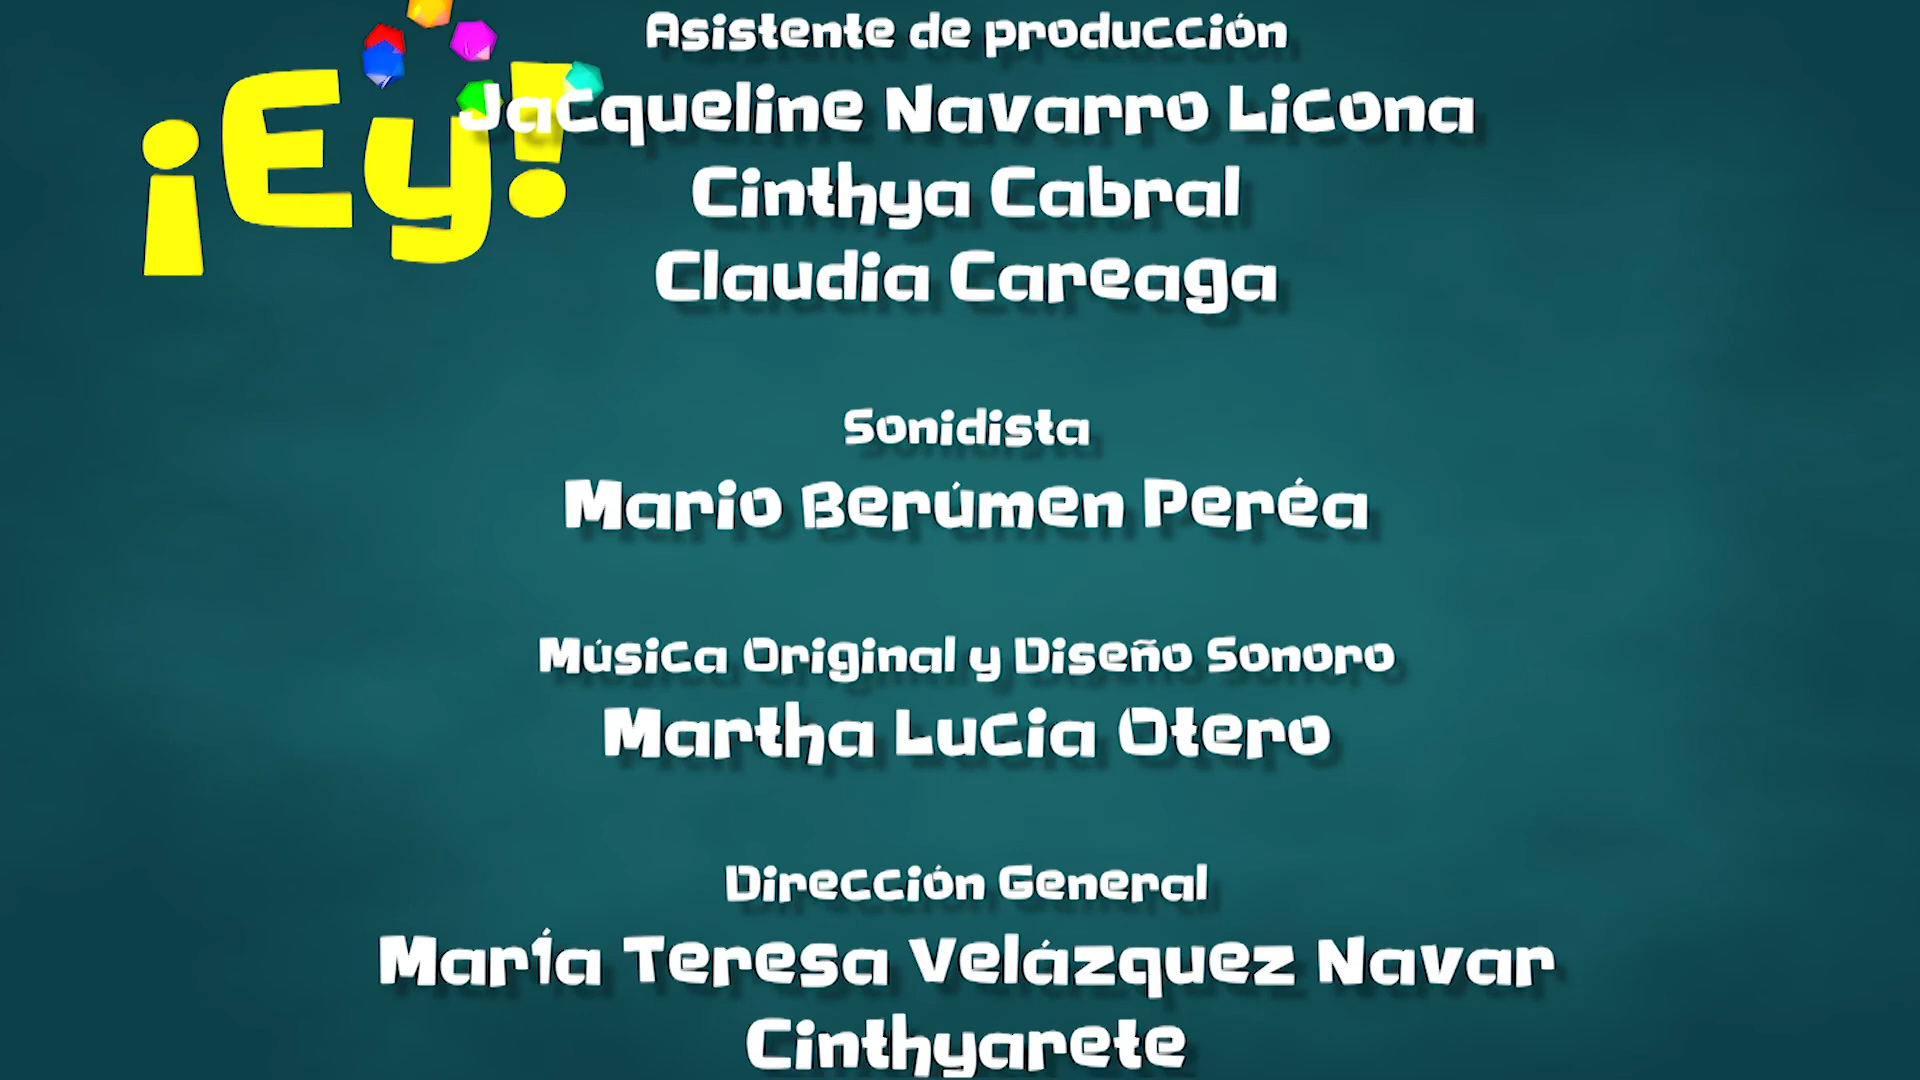 ¡Ey!
Asistente de producción
Jacqueline Navarro Licona
Cinthya Cabral
Claudia Careaga
Sonidista
Mario Berúmen Peréa
Música Original y Diseño Sonoro
Martha Lucia Otero
Dirección General
María Teresa Velázquez Navar
Cinthyarete